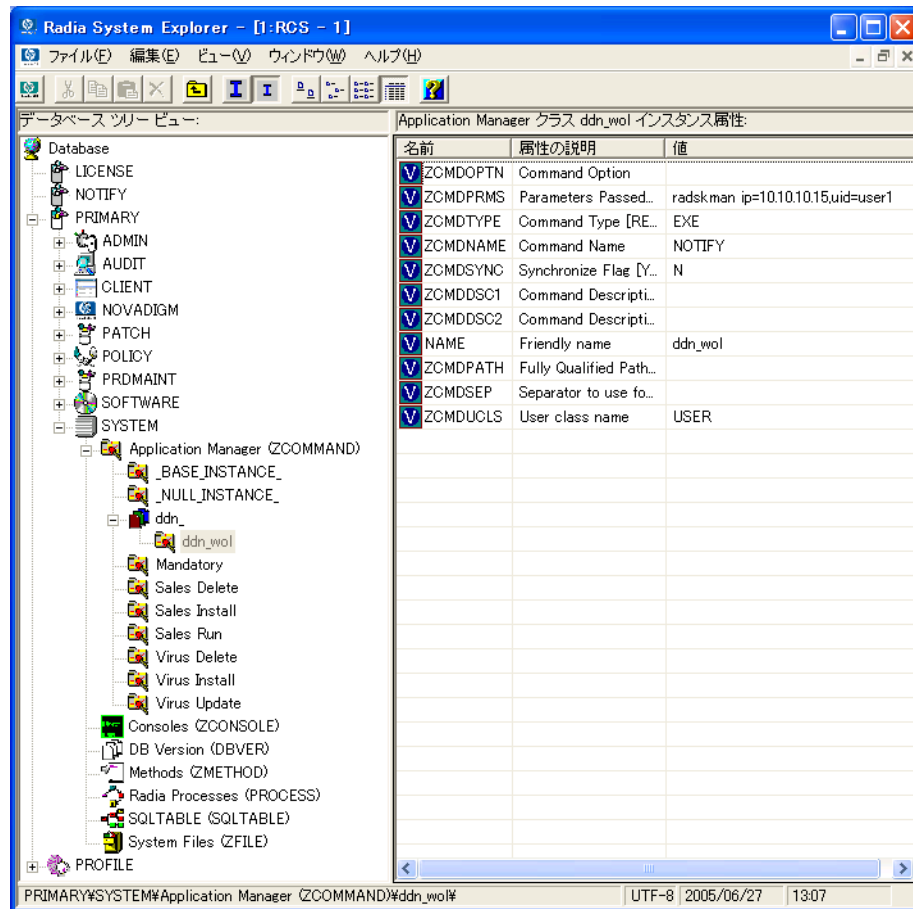 Radia System Explorer - [1:RCS - 1]
ファイル(F) 編集(E) ビュー(V) ウィンドウ(W) ヘルプ(H)
データベース ツリー ビュー:
Database
LICENSE
NOTIFY
PRIMARY
ADMIN
AUDIT
CLIENT
NOVADIGM
PATCH
POLICY
PRDMAINT
SOFTWARE
SYSTEM
Application Manager (ZCOMMAND)
_BASE_INSTANCE_
_NULL_INSTANCE_
ddn_
ddn_wol
Mandatory
Sales Delete
Sales Install
Sales Run
Virus Delete
Virus Install
Virus Update
Consoles (ZCONSOLE)
DB Version (DBVER)
Methods (ZMETHOD)
Radia Processes (PROCESS)
SQLTABLE (SQLTABLE)
System Files (ZFILE)
PROFILE
Application Manager クラス ddn_wol インスタンス属性:
名前 属性の説明 値
ZCMDOPTN Command Option
ZCMDPRMS Parameters Passed... radskman ip=10.10.10.15,uid=user1
ZCMDTYPE Command Type [RE... EXE
ZCMDNAME Command Name NOTIFY
ZCMDSYNC Synchronize Flag [Y... N
ZCMDDSC1 Command Descripti...
ZCMDDSC2 Command Descripti...
NAME Friendly name ddn_wol
ZCMDPATH Fully Qualified Path...
ZCMDSEP Separator to use fo...
ZCMDUCLS User class name USER
PRIMARY¥SYSTEM¥Application Manager (ZCOMMAND)¥ddn_wol¥ UTF-8 2005/06/27 13:07